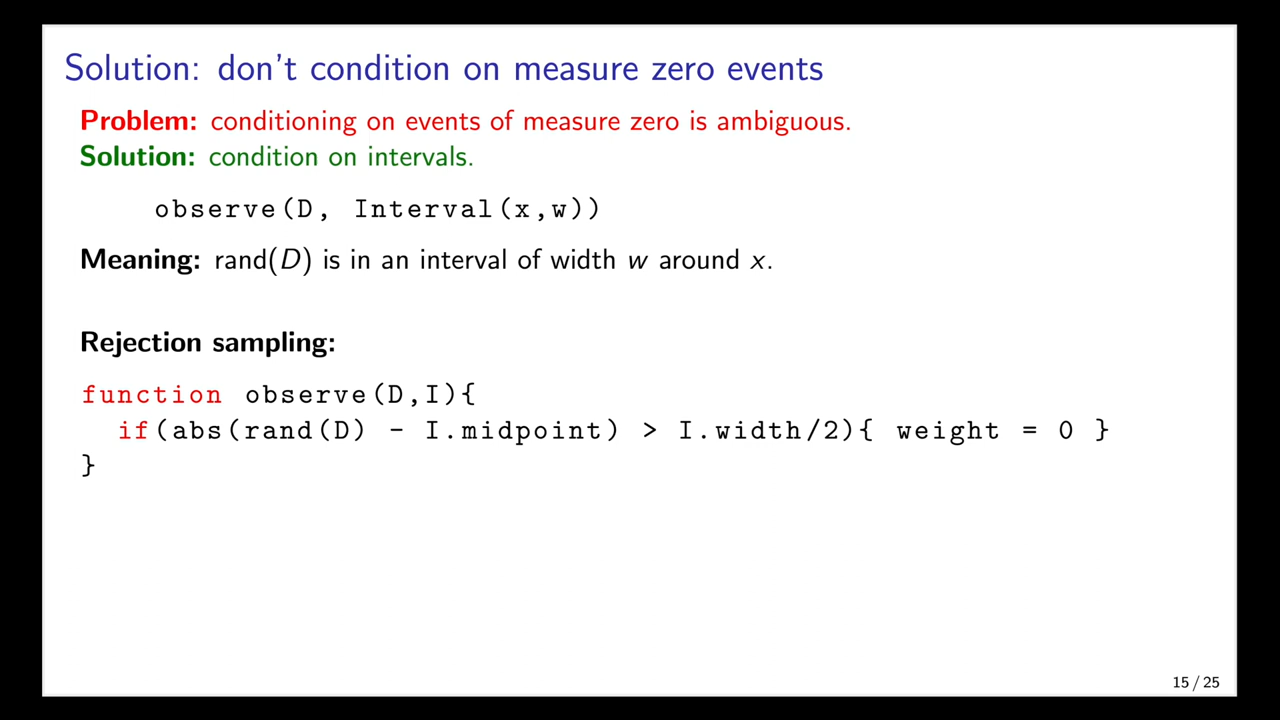 Solution: don't condition on measure zero events
Problem: conditioning on events of measure zero is ambiguous.
Solution: condition on intervals.
observe(D, Interval(x,w))
Meaning: rand(D) is in an interval of width w around x.
Rejection sampling:
function observe(D,I){
if(abs(rand(D) - I.midpoint) > I.width/2){ weight = 0 }
}
15 / 25